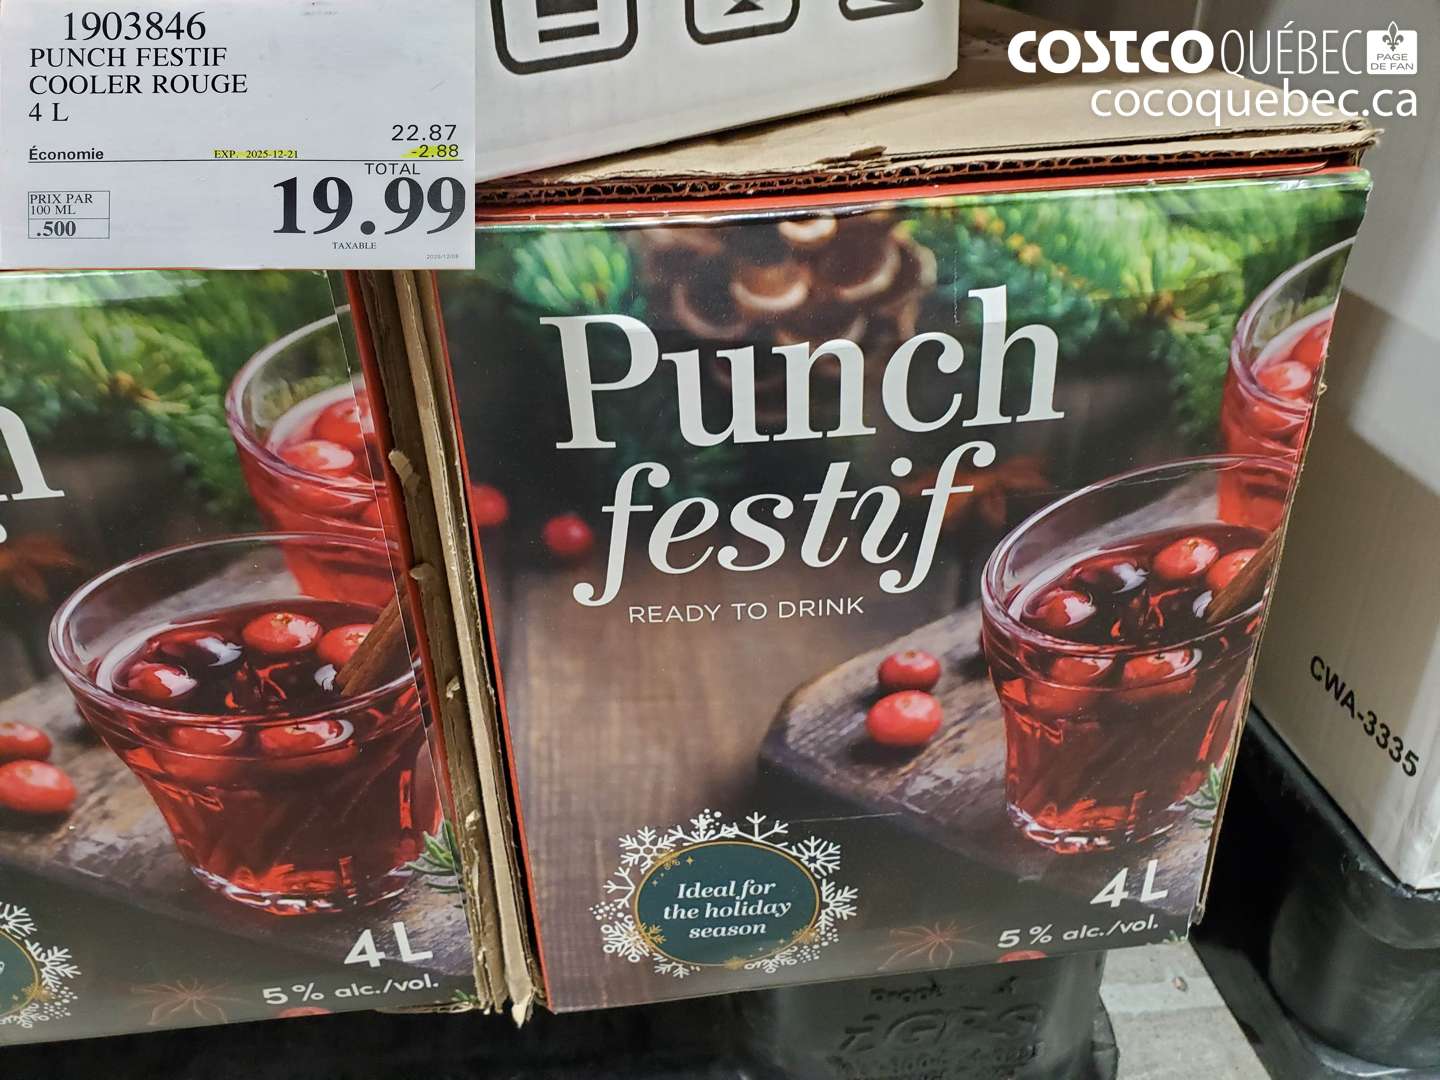 1903846
PUNCH FESTIF
COOLER ROUGE
4 L
22.87
Économie EXP. 2025-12-21 -2.88
TOTAL
19.99
PRIX PAR
100 ML
.500
TAXABLE
COSTCO QUÉBEC PAGE DE FAN
cocoquebec.ca
Punch
festif
READY TO DRINK
Ideal for
the holiday
season
4 L
5 % alc./vol.
4 L
5 % alc./vol.
CWA-3335